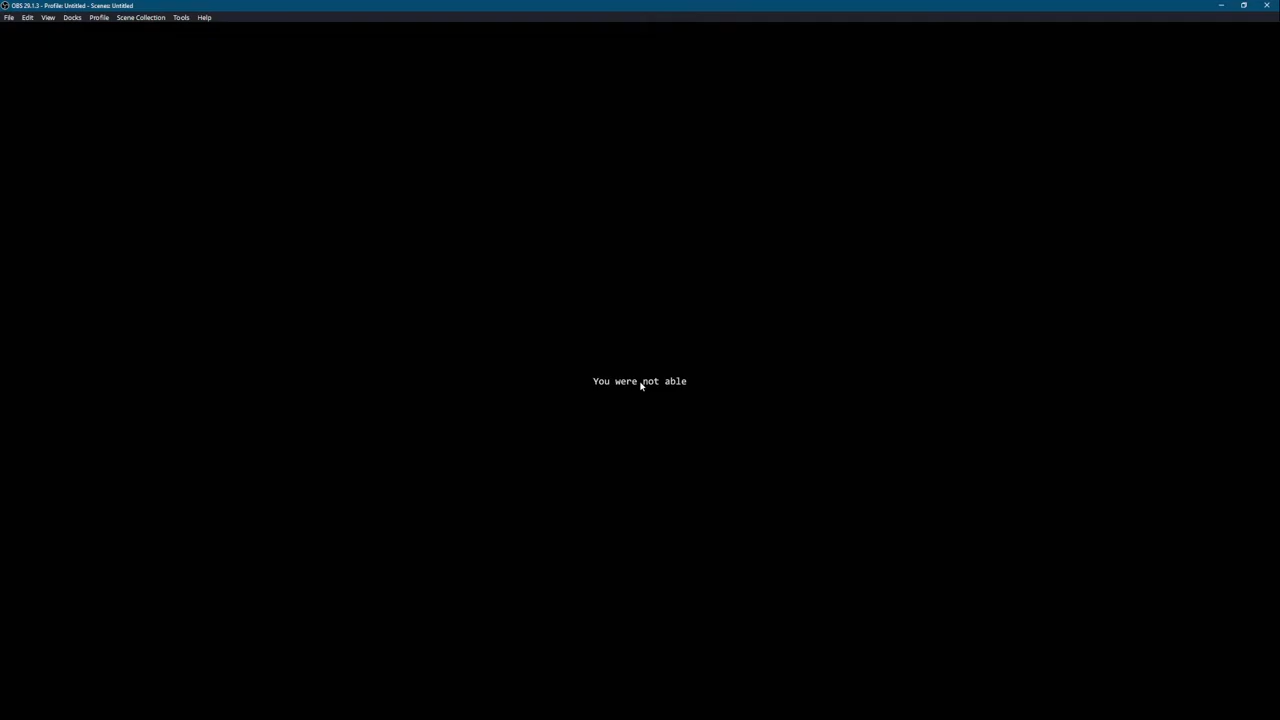 OBS 29.1.3 - Profile: Untitled - Scenes: Untitled
File Edit View Docks Profile Scene Collection Tools Help
You were not able